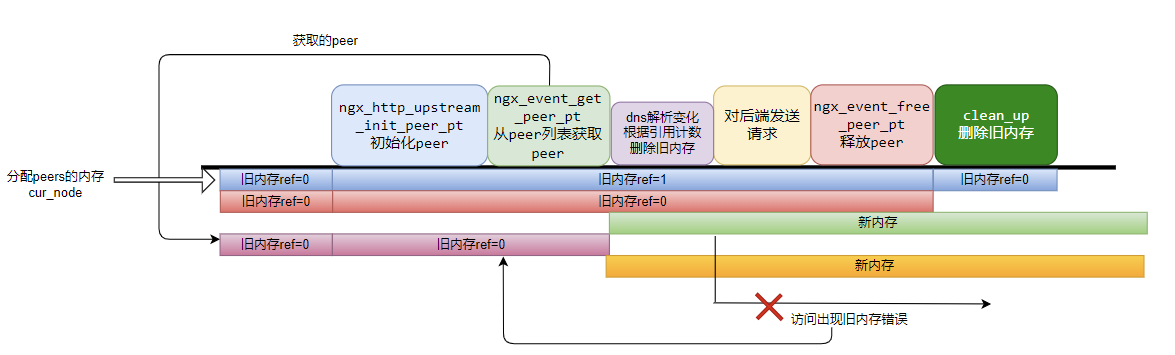 获取的peer
ngx_http_upstream
_init_peer_pt
初始化peer
ngx_event_get
_peer_pt
从peer列表获取
peer
dns解析变化
根据引用计数
删除旧内存
对后端发送
请求
ngx_event_free
_peer_pt
释放peer
clean_up
删除旧内存
分配peers的内存
cur_node
旧内存ref=0
旧内存ref=1
旧内存ref=0
旧内存ref=0
旧内存ref=0
新内存
旧内存ref=0
旧内存ref=0
新内存
访问出现旧内存错误